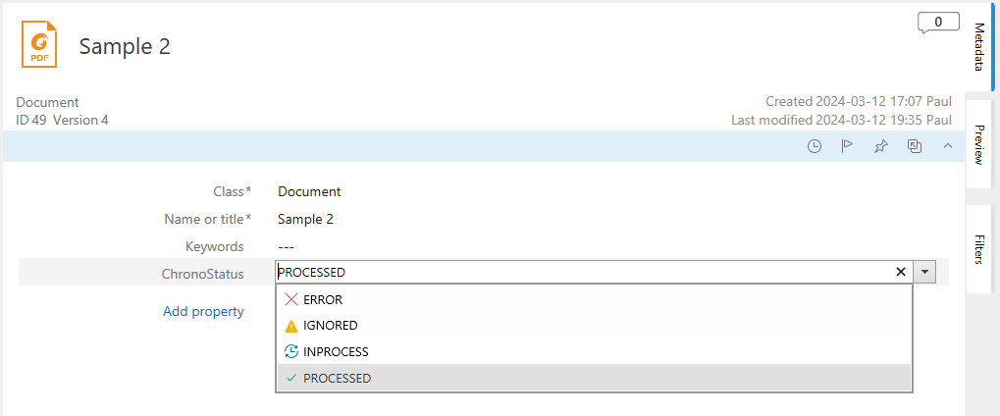 0
PDF
Sample 2
Document
ID 49 Version 4
Created 2024-03-12 17:07 Paul
Last modified 2024-03-12 19:35 Paul
Class* Document
Name or title* Sample 2
Keywords ---
ChronoStatus PROCESSED
Add property
ERROR
IGNORED
INPROCESS
PROCESSED
Metadata
Preview
Filters